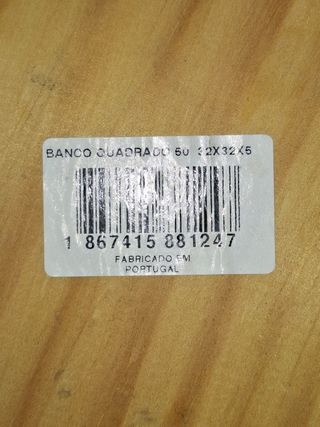 BANCO QUADRADO 50 32X32X5
1 867415 881247
FABRICADO EM
PORTUGAL